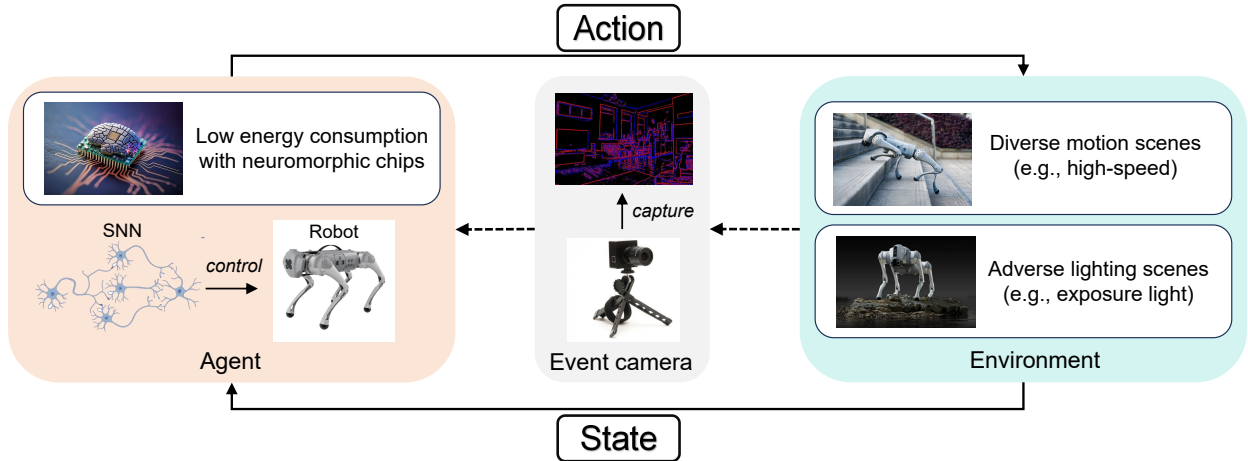 Action
Low energy consumption
with neuromorphic chips
SNN
control
Robot
Agent
capture
Event camera
Diverse motion scenes
(e.g., high-speed)
Adverse lighting scenes
(e.g., exposure light)
Environment
State